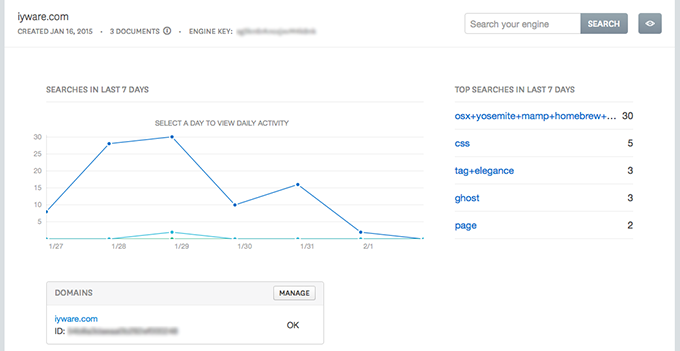 iyware.com
CREATED JAN 16, 2015 • 3 DOCUMENTS • ENGINE KEY:
Search your engine
SEARCH
SEARCHES IN LAST 7 DAYS
SELECT A DAY TO VIEW DAILY ACTIVITY
30
25
20
15
10
5
1/27 1/28 1/29 1/30 1/31 2/1
TOP SEARCHES IN LAST 7 DAYS
osx+yosemite+mamp+homebrew+... 30
css 5
tag+elegance 3
ghost 3
page 2
DOMAINS MANAGE
iyware.com
ID:
OK